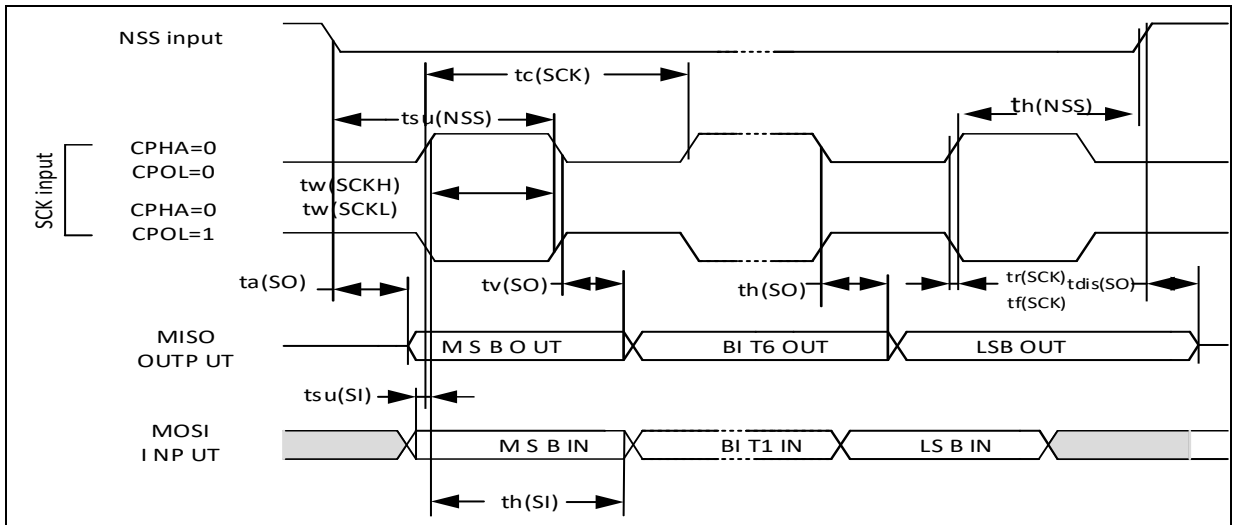 NSS input
tc(SCK)
tsu(NSS)
th(NSS)
SCK input
CPHA=0
CPOL=0
tw(SCKH)
tw(SCKL)
CPHA=0
CPOL=1
ta(SO)
tv(SO)
th(SO)
tr(SCK)
tf(SCK)
tdis(SO)
MISO
OUTP UT
M S B O UT
BI T6 OUT
LSB OUT
tsu(SI)
MOSI
I NP UT
M S B IN
BI T1 IN
LS B IN
th(SI)